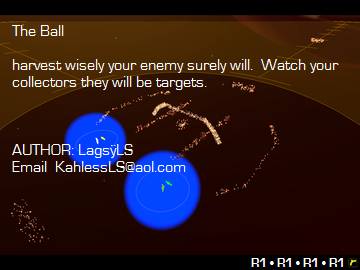 The Ball
harvest wisely your enemy surely will.  Watch your
collectors they will be targets.
AUTHOR: LagsyLS
Email  KahlessLS@aol.com
R1 • R1 • R1 • R1 r